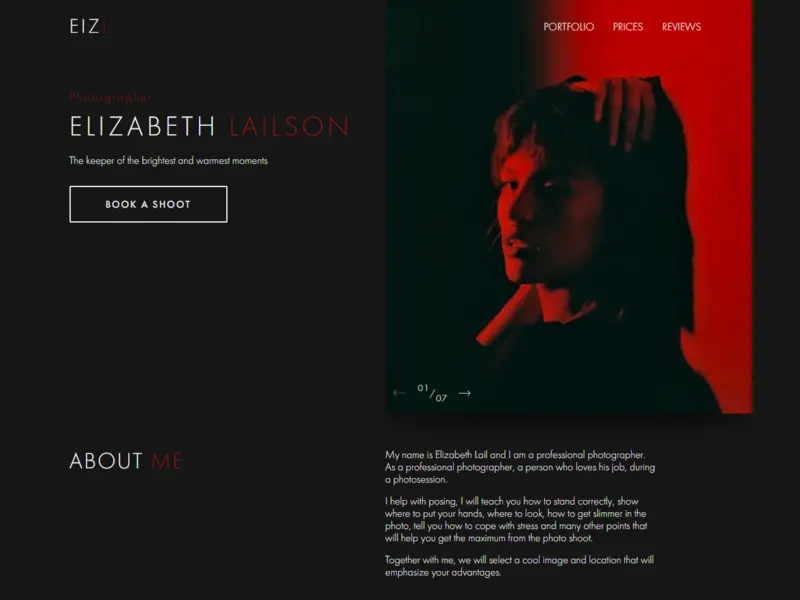 EIZL
PORTFOLIO PRICES REVIEWS
Photographer
ELIZABETH LAILSON
The keeper of the brightest and warmest moments
BOOK A SHOOT
← 01/07 →
ABOUT ME
My name is Elizabeth Lail and I am a professional photographer.
As a professional photographer, a person who loves his job, during
a photosession.
I help with posing, I will teach you how to stand correctly, show
where to put your hands, where to look, how to get slimmer in the
photo, tell you how to cope with stress and many other points that
will help you get the maximum from the photo shoot.
Together with me, we will select a cool image and location that will
emphasize your advantages.